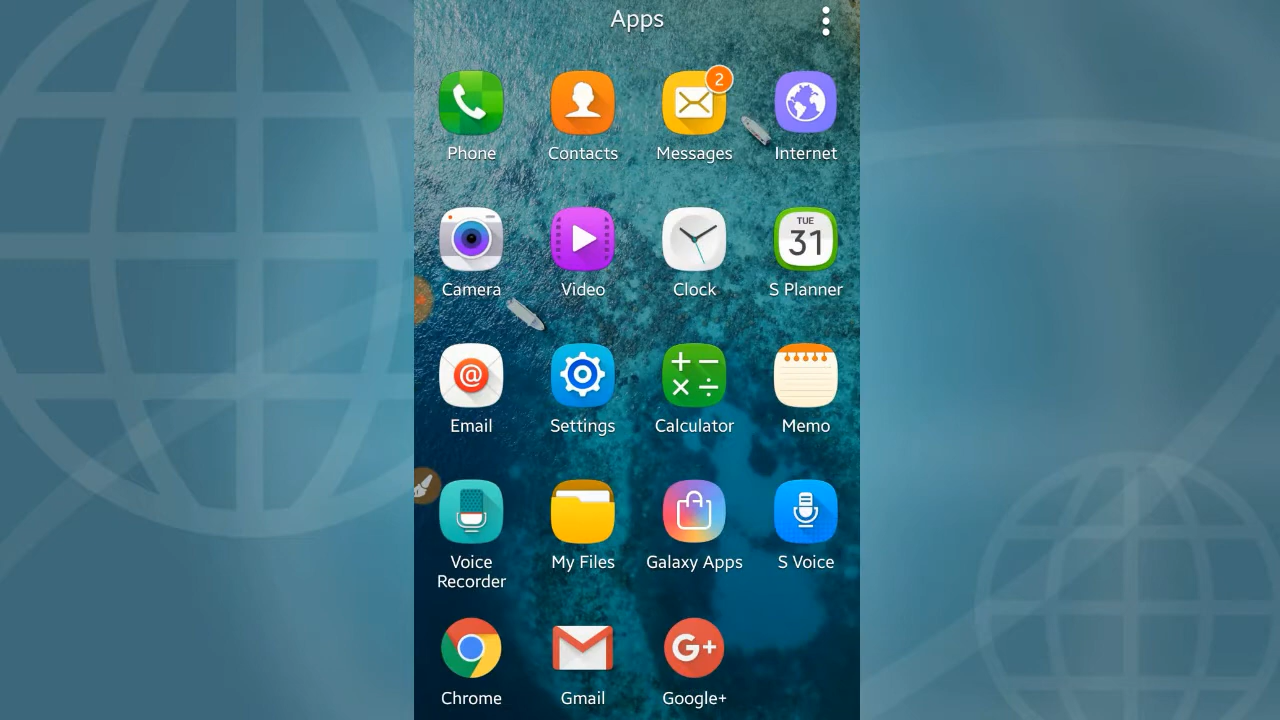 Apps
Phone
Contacts
Messages
2
Internet
Camera
Video
Clock
TUE
31
S Planner
@
Email
Settings
Calculator
Memo
Voice
Recorder
My Files
Galaxy Apps
S Voice
Chrome
Gmail
G+
Google+